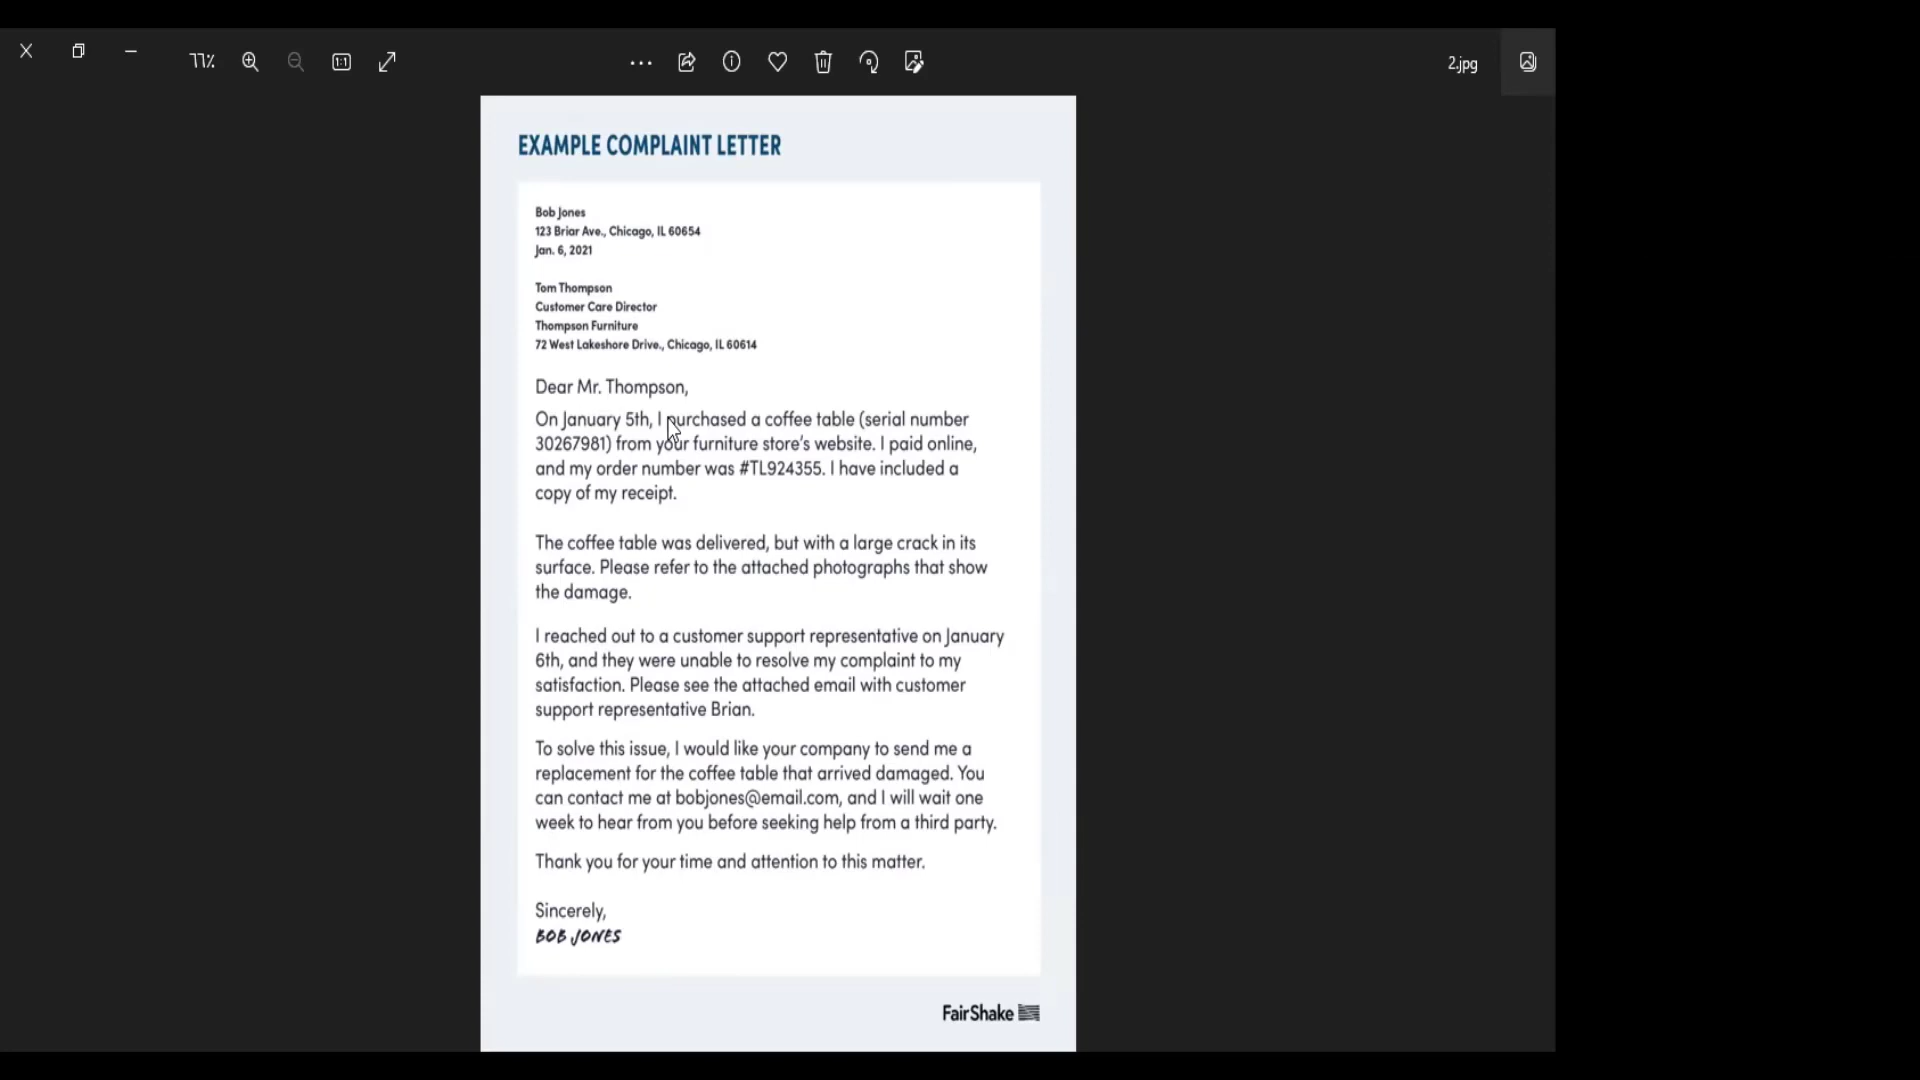 77%
1:1
2.jpg
EXAMPLE COMPLAINT LETTER
Bob Jones
123 Briar Ave., Chicago, IL 60654
Jan. 6, 2021
Tom Thompson
Customer Care Director
Thompson Furniture
72 West Lakeshore Drive., Chicago, IL 60614
Dear Mr. Thompson,
On January 5th, I purchased a coffee table (serial number
30267981) from your furniture store's website. I paid online,
and my order number was #TL924355. I have included a
copy of my receipt.
The coffee table was delivered, but with a large crack in its
surface. Please refer to the attached photographs that show
the damage.
I reached out to a customer support representative on January
6th, and they were unable to resolve my complaint to my
satisfaction. Please see the attached email with customer
support representative Brian.
To solve this issue, I would like your company to send me a
replacement for the coffee table that arrived damaged. You
can contact me at bobjones@email.com, and I will wait one
week to hear from you before seeking help from a third party.
Thank you for your time and attention to this matter.
Sincerely,
BOB JONES
FairShake